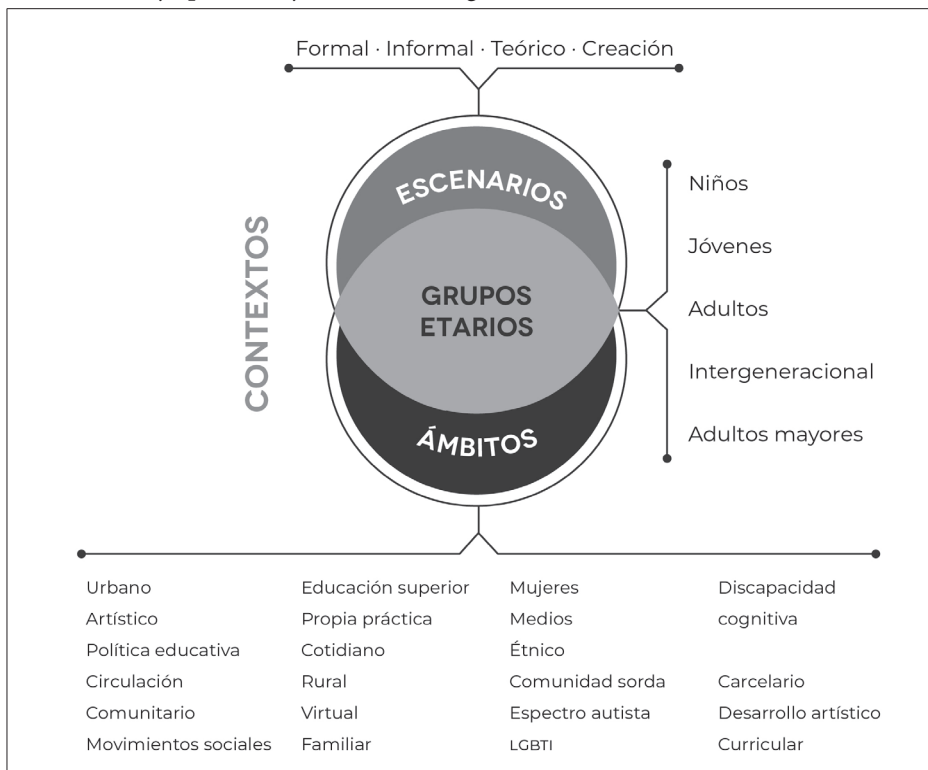 Formal · Informal · Teórico · Creación
CONTEXTOS
ESCENARIOS
GRUPOS
ETARIOS
ÁMBITOS
Niños
Jóvenes
Adultos
Intergeneracional
Adultos mayores
Urbano
Artístico
Política educativa
Circulación
Comunitario
Movimientos sociales
Educación superior
Propia práctica
Cotidiano
Rural
Virtual
Familiar
Mujeres
Medios
Étnico
Comunidad sorda
Espectro autista
LGBTI
Discapacidad
cognitiva
Carcelario
Desarrollo artístico
Curricular